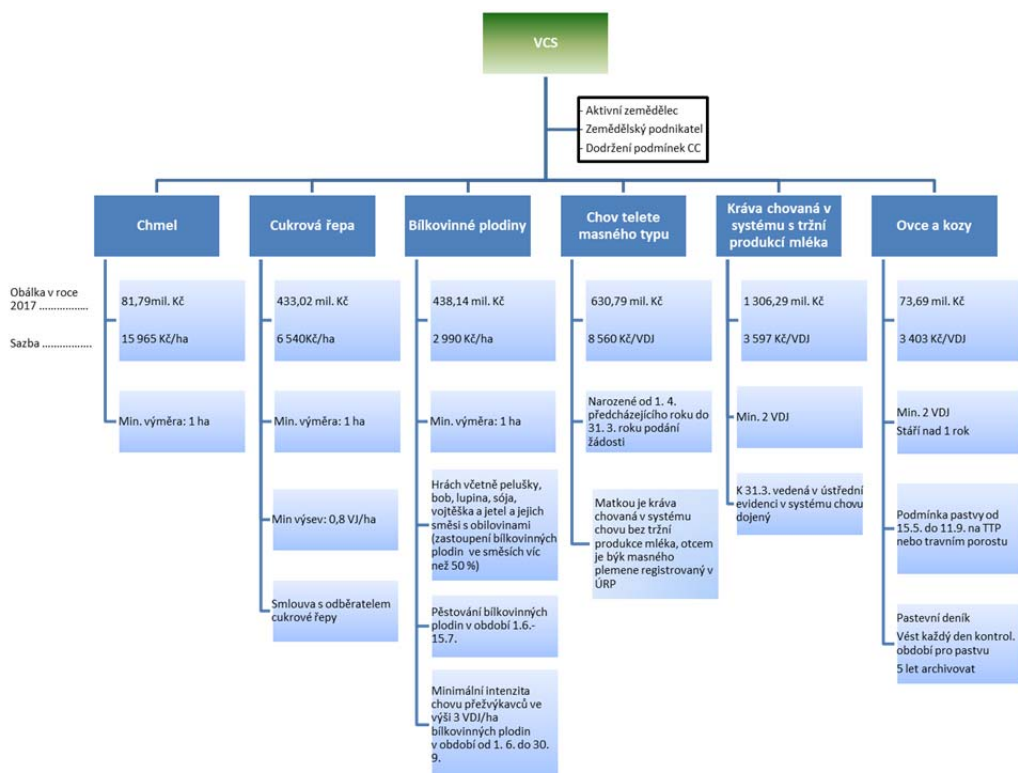 VCS
- Aktivní zemědělec
- Zemědělský podnikatel
- Dodržení podmínek CC
Chmel
Cukrová řepa
Bílkovinné plodiny
Chov telete
masného typu
Kráva chovaná v
systému s tržní
produkcí mléka
Ovce a kozy
Obálka v roce
2017 ................
Sazba ................
81,79mil. Kč
15 965 Kč/ha
433,02 mil. Kč
6 540Kč/ha
438,14 mil. Kč
2 990 Kč/ha
630,79 mil. Kč
8 560 Kč/VDJ
1 306,29 mil. Kč
3 597 Kč/VDJ
73,69 mil. Kč
3 403 Kč/VDJ
Min. výměra: 1 ha
Min. výměra: 1 ha
Min. výměra: 1 ha
Narozené od 1. 4.
předcházejícího roku do
31. 3. roku podání
žádosti
Min. 2 VDJ
Min. 2 VDJ
Stáří nad 1 rok
Min výsev: 0,8 VJ/ha
Hrách včetně pelušky,
bob, lupina, sója,
vojtěška a jetel a jejich
směsi s obilovinami
(zastoupení bílkovinných
plodin ve směsích víc
než 50 %)
Matkou je kráva
chovaná v systému
chovu bez tržní
produkce mléka, otcem
je býk masného
plemene registrovaný v
ÚRP
K 31.3. vedená v ústřední
evidenci v systému chovu
dojený
Podmínka pastvy od
15.5. do 11.9. na TTP
nebo travním porostu
Smlouva s odběratelem
cukrové řepy
Pěstování bílkovinných
plodin v období 1.6.-
15.7.
Pastevní deník
Vést každý den kontrol.
období pro pastvu
5 let archivovat
Minimální intenzita
chovu přežvýkavců ve
výši 3 VDJ/ha
bílkovinných plodin
v období od 1. 6. do 30.
9.